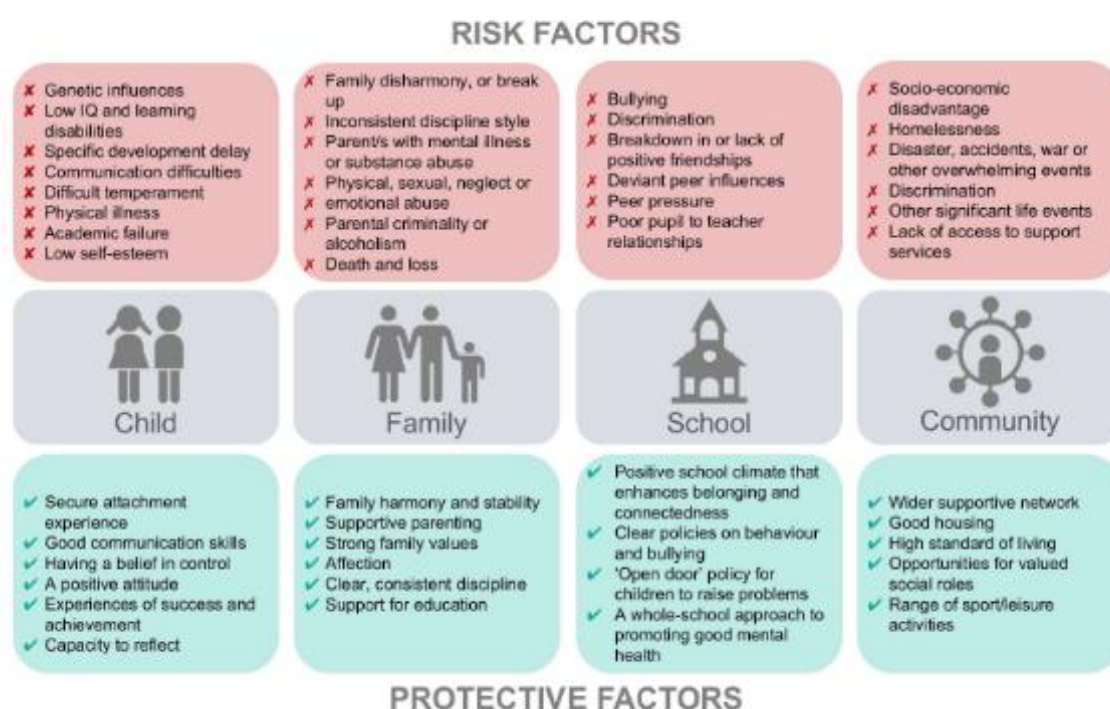 RISK FACTORS
✘ Genetic influences
✘ Low IQ and learning
disabilities
✘ Specific development delay
✘ Communication difficulties
✘ Difficult temperament
✘ Physical illness
✘ Academic failure
✘ Low self-esteem
✘ Family disharmony, or break
up
✘ Inconsistent discipline style
✘ Parent/s with mental illness
or substance abuse
✘ Physical, sexual, neglect or
✘ emotional abuse
✘ Parental criminality or
alcoholism
✘ Death and loss
✘ Bullying
✘ Discrimination
✘ Breakdown in or lack of
positive friendships
✘ Deviant peer influences
✘ Peer pressure
✘ Poor pupil to teacher
relationships
✘ Socio-economic
disadvantage
✘ Homelessness
✘ Disaster, accidents, war or
other overwhelming events
✘ Discrimination
✘ Other significant life events
✘ Lack of access to support
services
Child
Family
School
Community
✔ Secure attachment
experience
✔ Good communication skills
✔ Having a belief in control
✔ A positive attitude
✔ Experiences of success and
achievement
✔ Capacity to reflect
✔ Family harmony and stability
✔ Supportive parenting
✔ Strong family values
✔ Affection
✔ Clear, consistent discipline
✔ Support for education
✔ Positive school climate that
enhances belonging and
connectedness
✔ Clear policies on behaviour
and bullying
✔ 'Open door' policy for
children to raise problems
✔ A whole-school approach to
promoting good mental
health
✔ Wider supportive network
✔ Good housing
✔ High standard of living
✔ Opportunities for valued
social roles
✔ Range of sport/leisure
activities
PROTECTIVE FACTORS